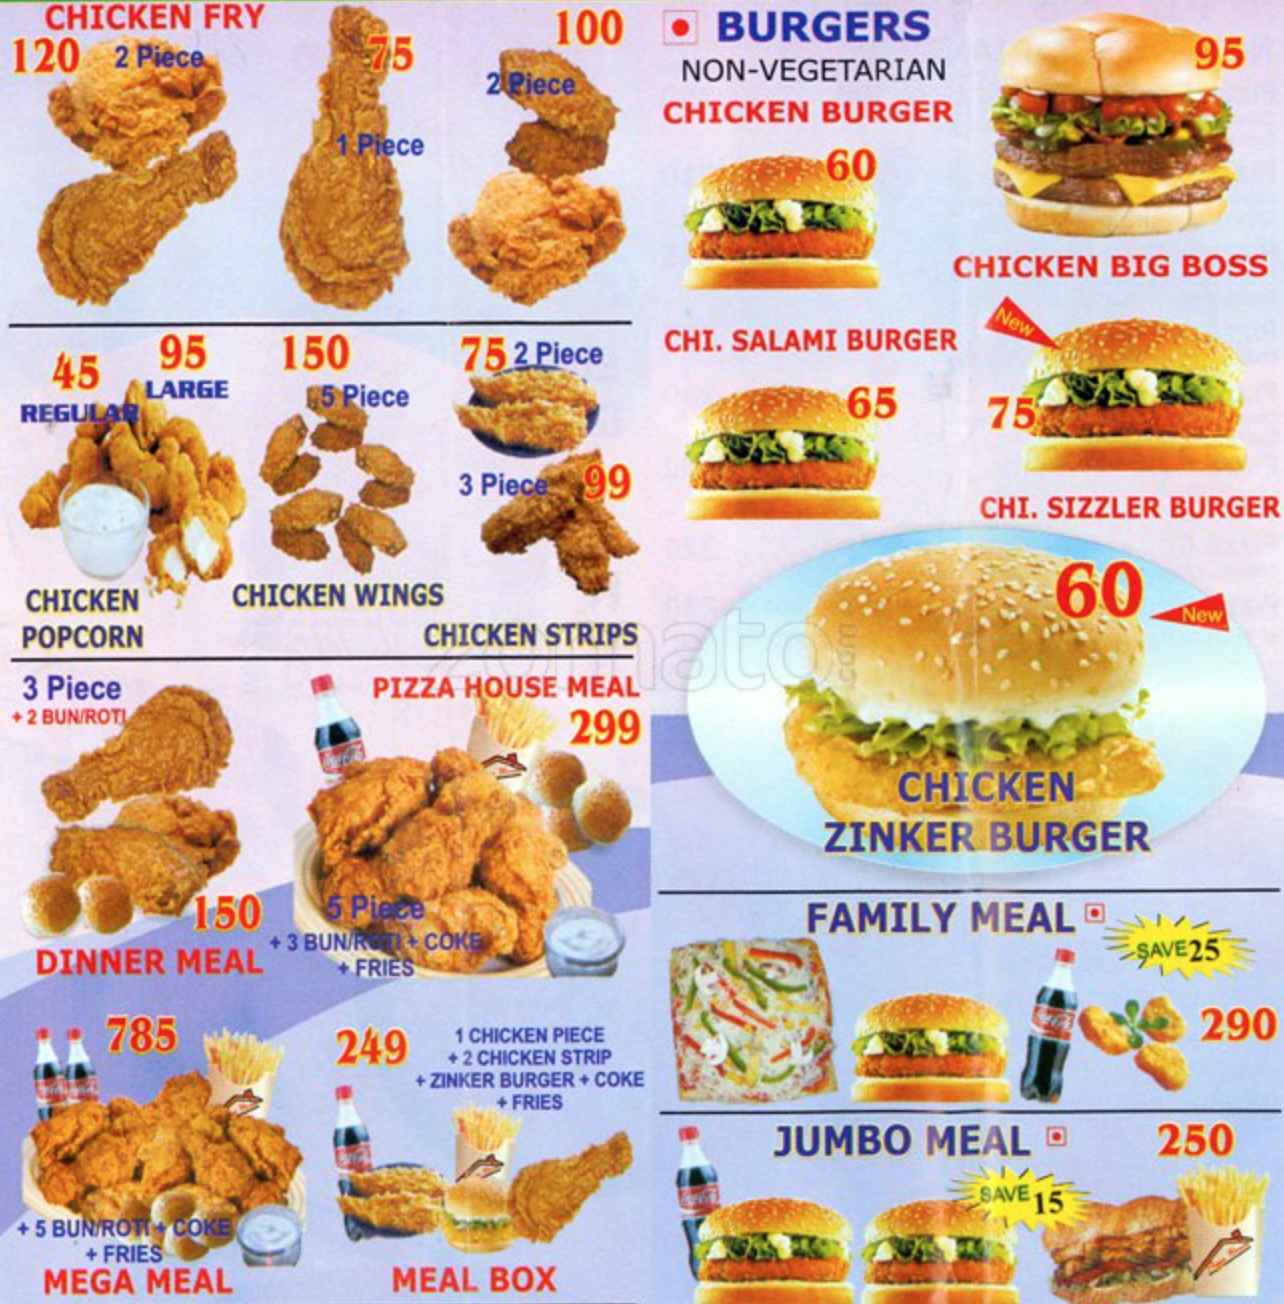 CHICKEN FRY
120
2 Piece
75
1 Piece
100
2 Piece
45
REGULAR
95
LARGE
CHICKEN
POPCORN
150
5 Piece
CHICKEN WINGS
75 2 Piece
3 Piece 99
CHICKEN STRIPS
3 Piece
+ 2 BUN/ROTI
150
DINNER MEAL
PIZZA HOUSE MEAL
299
5 Piece
+ 3 BUN/ROTI + COKE
+ FRIES
785
+ 5 BUN/ROTI + COKE
+ FRIES
MEGA MEAL
249
1 CHICKEN PIECE
+ 2 CHICKEN STRIP
+ ZINKER BURGER + COKE
+ FRIES
MEAL BOX
BURGERS
NON-VEGETARIAN
CHICKEN BURGER
60
95
CHICKEN BIG BOSS
CHI. SALAMI BURGER
65
New
75
CHI. SIZZLER BURGER
60
New
CHICKEN
ZINKER BURGER
FAMILY MEAL
SAVE 25
290
JUMBO MEAL
250
SAVE 15
zomato.com